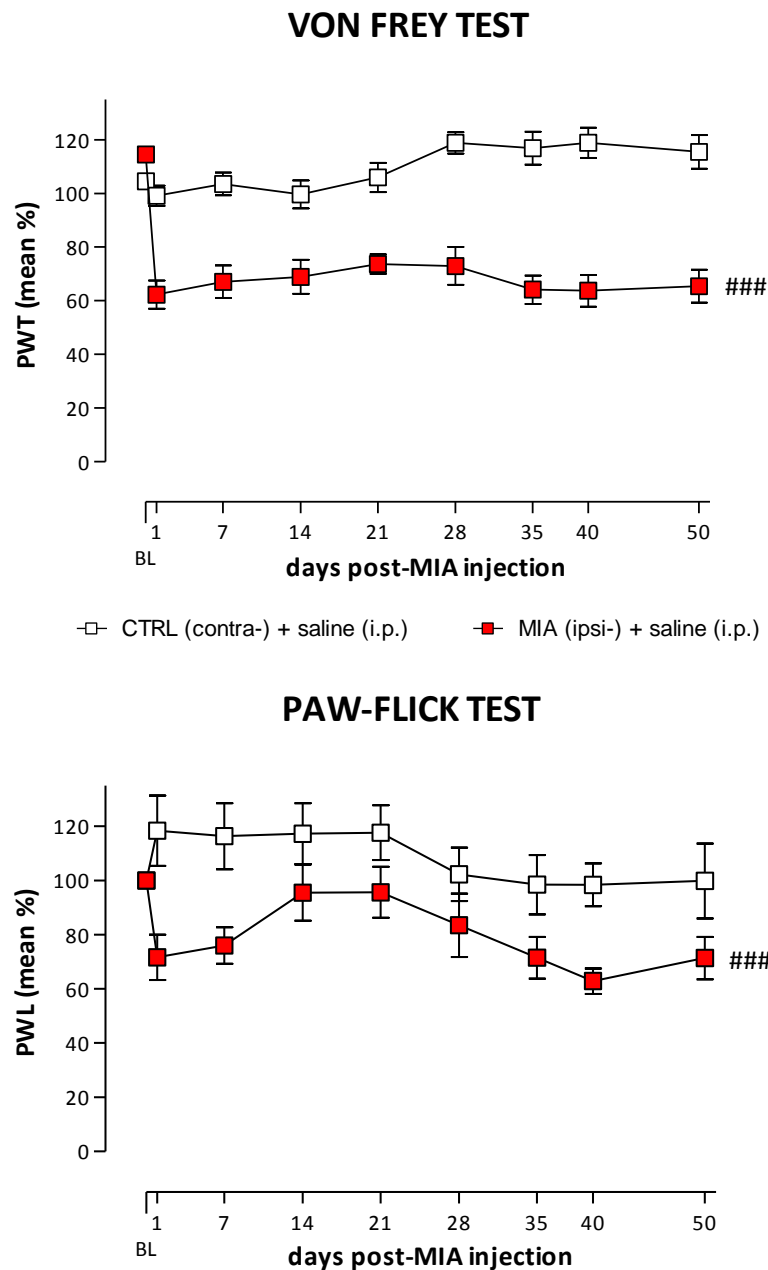 VON FREY TEST
PWT (mean %)
120
100
80
60
40
20
0
###
1 7 14 21 28 35 40 50
BL
days post-MIA injection
CTRL (contra-) + saline (i.p.) MIA (ipsi-) + saline (i.p.)
PAW-FLICK TEST
PWL (mean %)
120
100
80
60
40
20
0
###
1 7 14 21 28 35 40 50
BL
days post-MIA injection